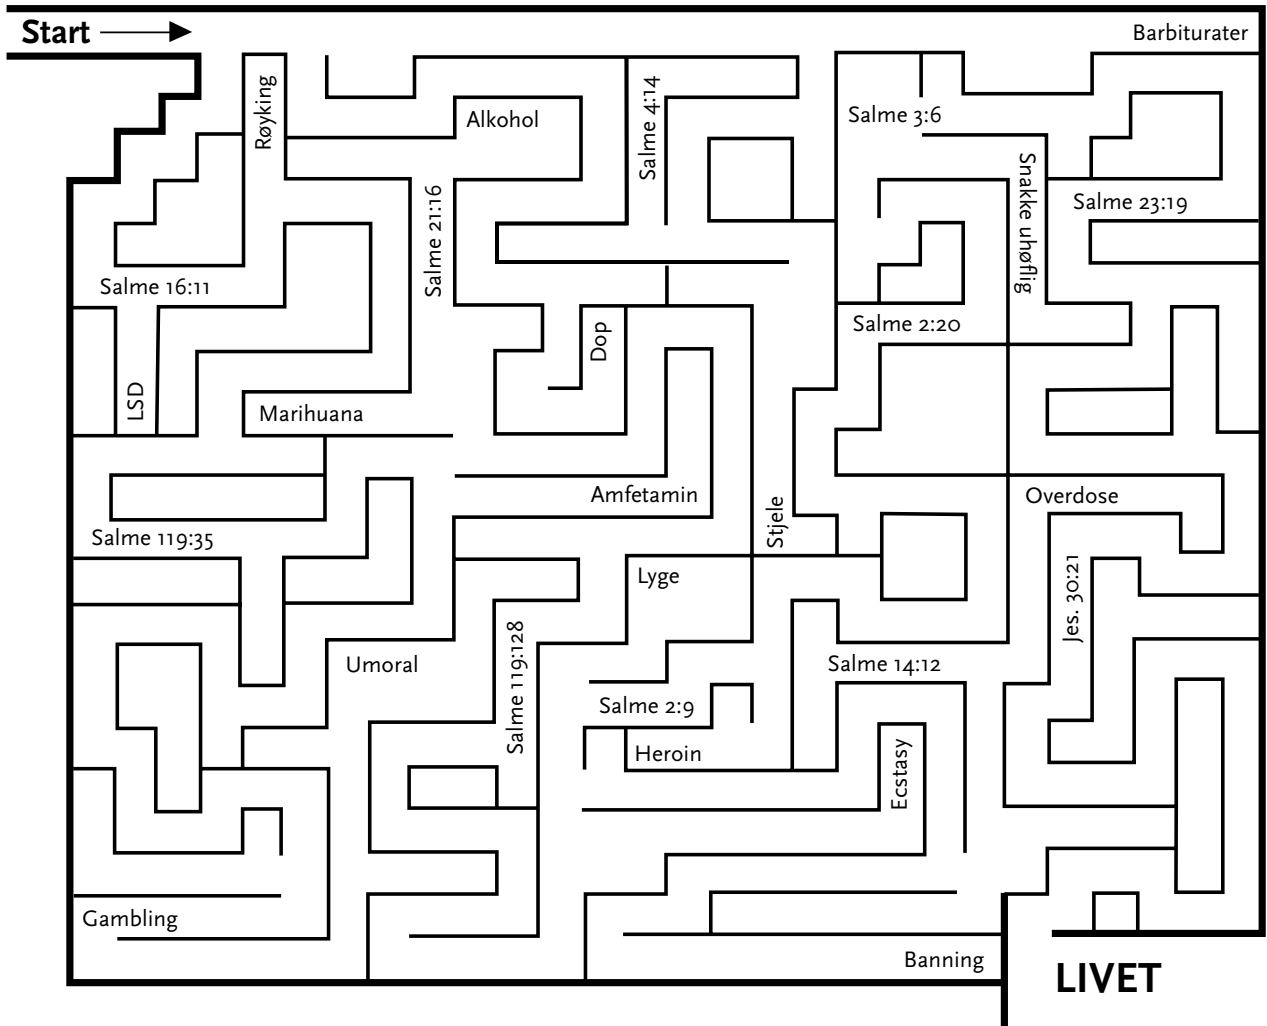 Start
Barbiturater
Røyking
Salme 4:14
Alkohol
Salme 3:6
Snakke uhøflig
Salme 21:16
Salme 23:19
Salme 16:11
Salme 2:20
Dop
LSD
Marihuana
Amfetamin
Overdose
Stjele
Salme 119:35
Lyge
Jes. 30:21
Salme 119:128
Umoral
Salme 14:12
Salme 2:9
Heroin
Ecstasy
Gambling
Banning
LIVET